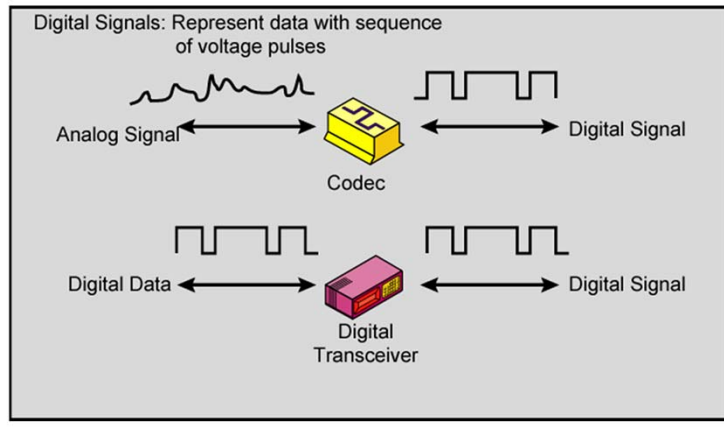 Digital Signals: Represent data with sequence
of voltage pulses
Analog Signal
Digital Signal
Codec
Digital Data
Digital Signal
Digital
Transceiver